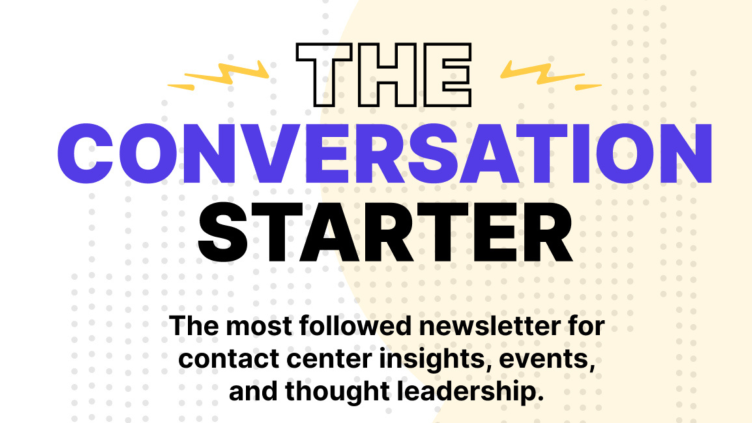 THE
CONVERSATION
STARTER
The most followed newsletter for
contact center insights, events,
and thought leadership.